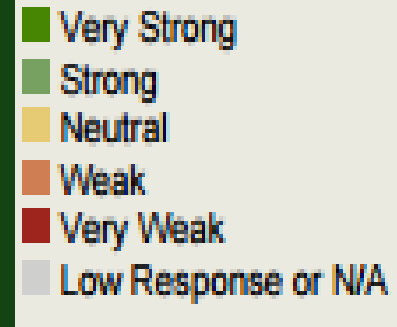 Very Strong
Strong
Neutral
Weak
Very Weak
Low Response or N/A